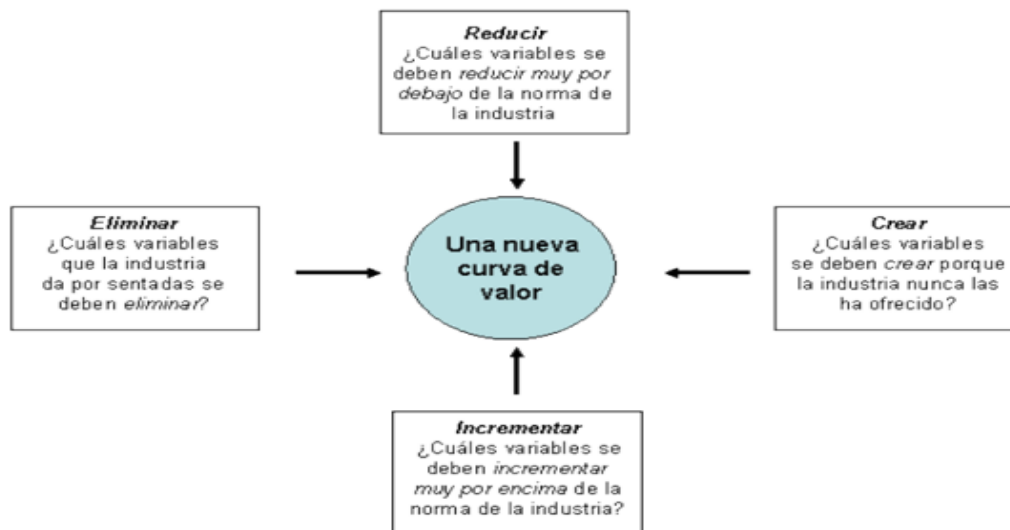 Reducir
¿Cuáles variables se
deben reducir muy por
debajo de la norma de
la industria
Eliminar
¿Cuáles variables
que la industria
da por sentadas se
deben eliminar?
Una nueva
curva de
valor
Crear
¿Cuáles variables
se deben crear porque
la industria nunca las
ha ofrecido?
Incrementar
¿Cuáles variables se
deben incrementar
muy por encima de la
norma de la industria?